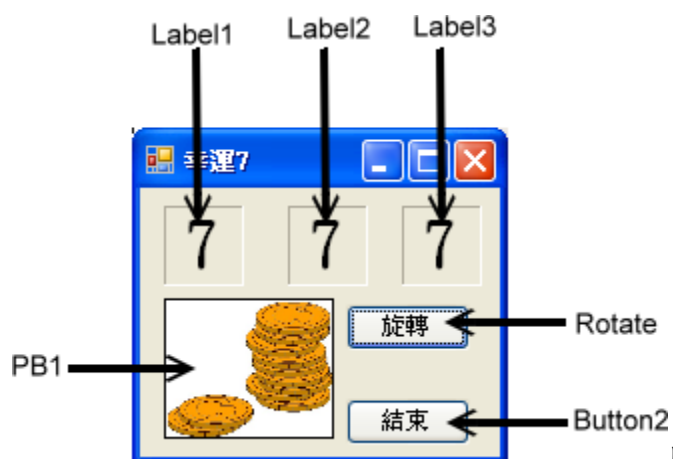 Label1 Label2 Label3
幸運7
7 7 7
旋轉
Rotate
PB1
結束
Button2